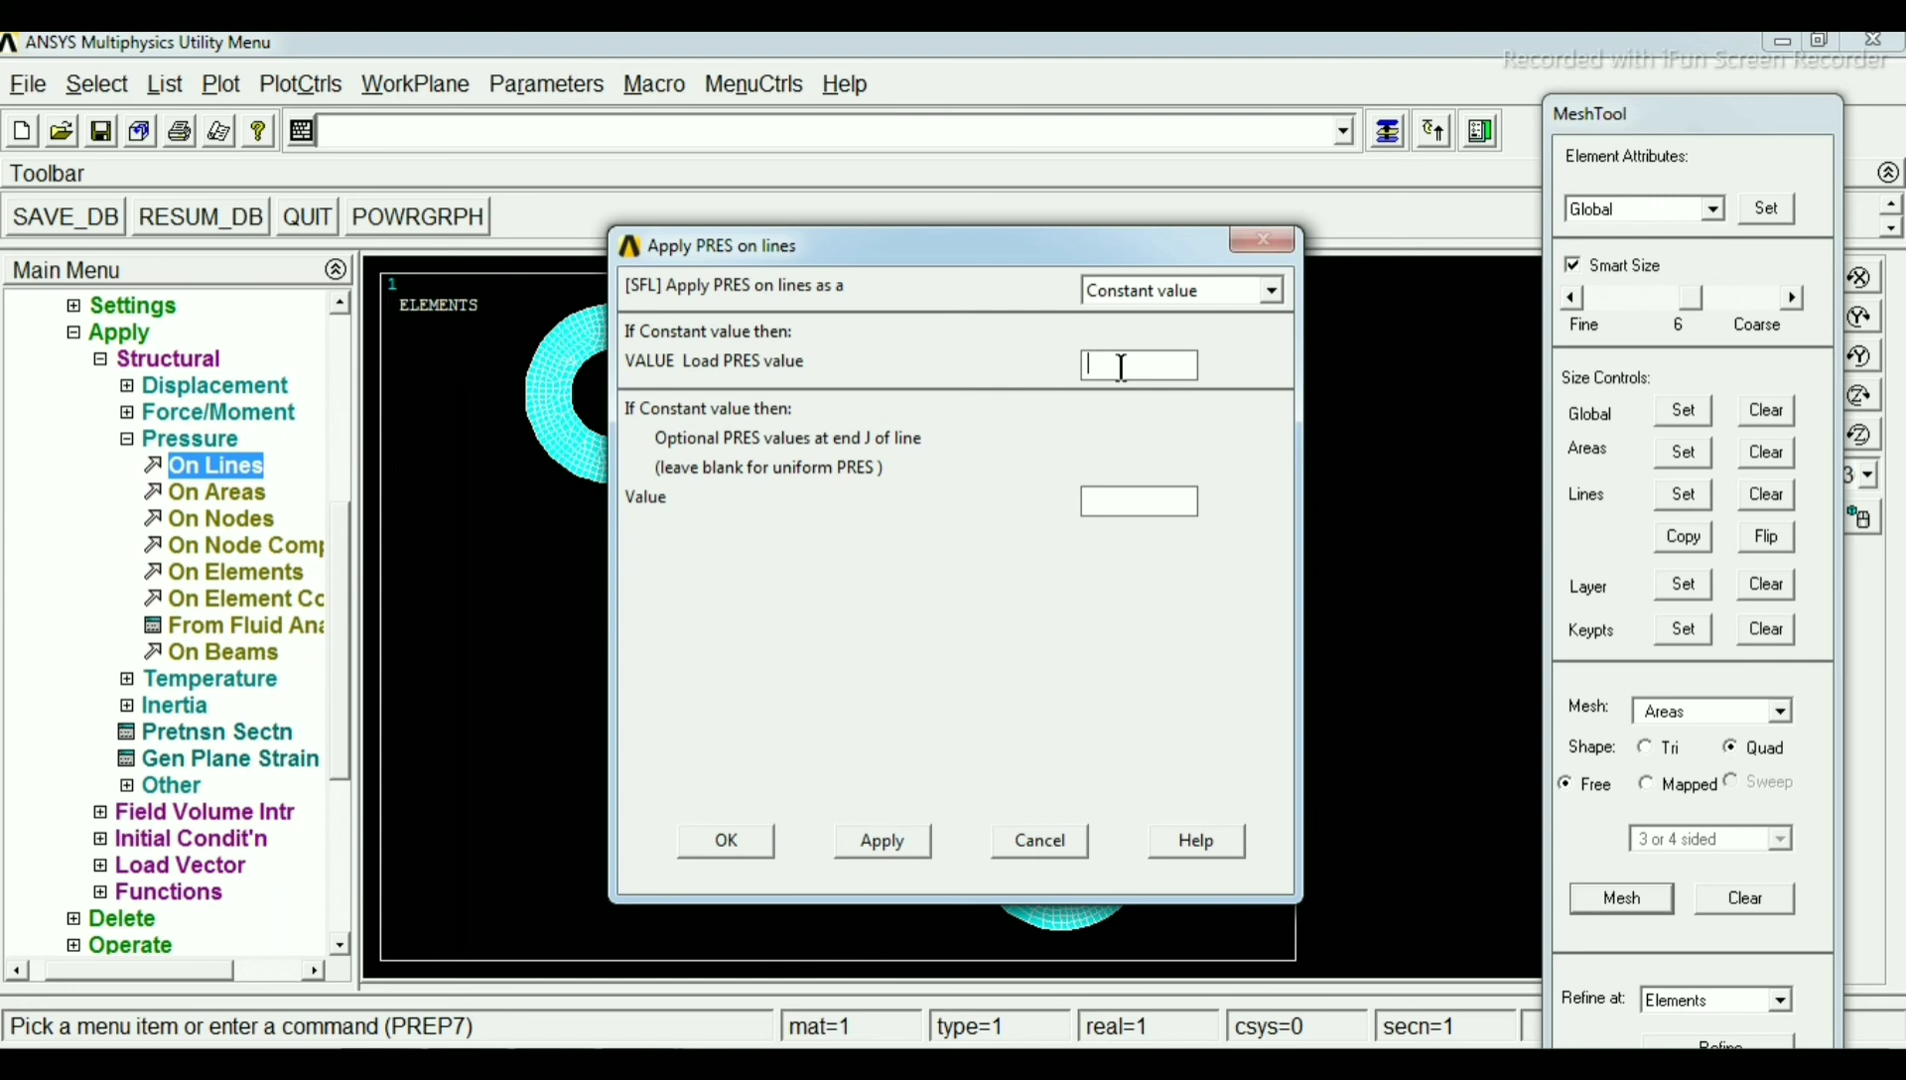 ANSYS Multiphysics Utility Menu
Recorded with iFun Screen Recorder
File Select List Plot PlotCtrls WorkPlane Parameters Macro MenuCtrls Help
Toolbar
SAVE_DB RESUM_DB QUIT POWRGRPH
Main Menu
Settings
Apply
Structural
Displacement
Force/Moment
Pressure
On Lines
On Areas
On Nodes
On Node Comp
On Elements
On Element Co
From Fluid Ana
On Beams
Temperature
Inertia
Pretnsn Sectn
Gen Plane Strain
Other
Field Volume Intr
Initial Condit'n
Load Vector
Functions
Delete
Operate
1
ELEMENTS
Apply PRES on lines
[SFL] Apply PRES on lines as a Constant value
If Constant value then:
VALUE Load PRES value
If Constant value then:
Optional PRES values at end J of line
(leave blank for uniform PRES )
Value
OK Apply Cancel Help
MeshTool
Element Attributes:
Global Set
Smart Size
Fine 6 Coarse
Size Controls:
Global Set Clear
Areas Set Clear
Lines Set Clear
Copy Flip
Layer Set Clear
Keypts Set Clear
Mesh: Areas
Shape: Tri Quad
Free Mapped Sweep
3 or 4 sided
Mesh Clear
Refine at: Elements
Refine
3
Pick a menu item or enter a command (PREP7) mat=1 type=1 real=1 csys=0 secn=1